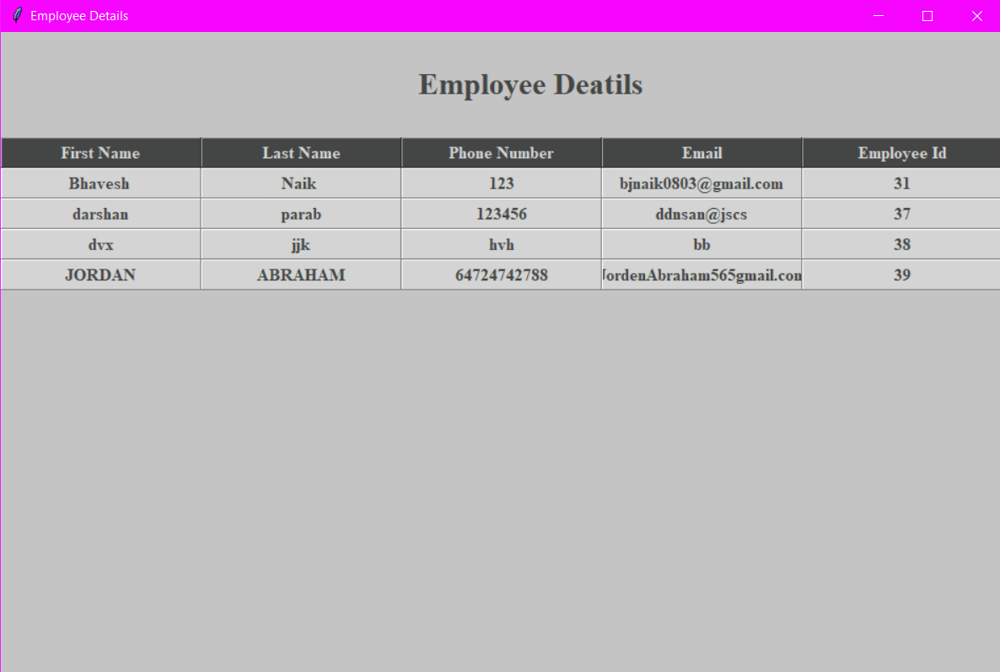 Employee Details
Employee Deatils
First Name Last Name Phone Number Email Employee Id
Bhavesh Naik 123 bjnaik0803@gmail.com 31
darshan parab 123456 ddnsan@jscs 37
dvx jjk hvh bb 38
JORDAN ABRAHAM 64724742788 JordenAbraham565gmail.com 39